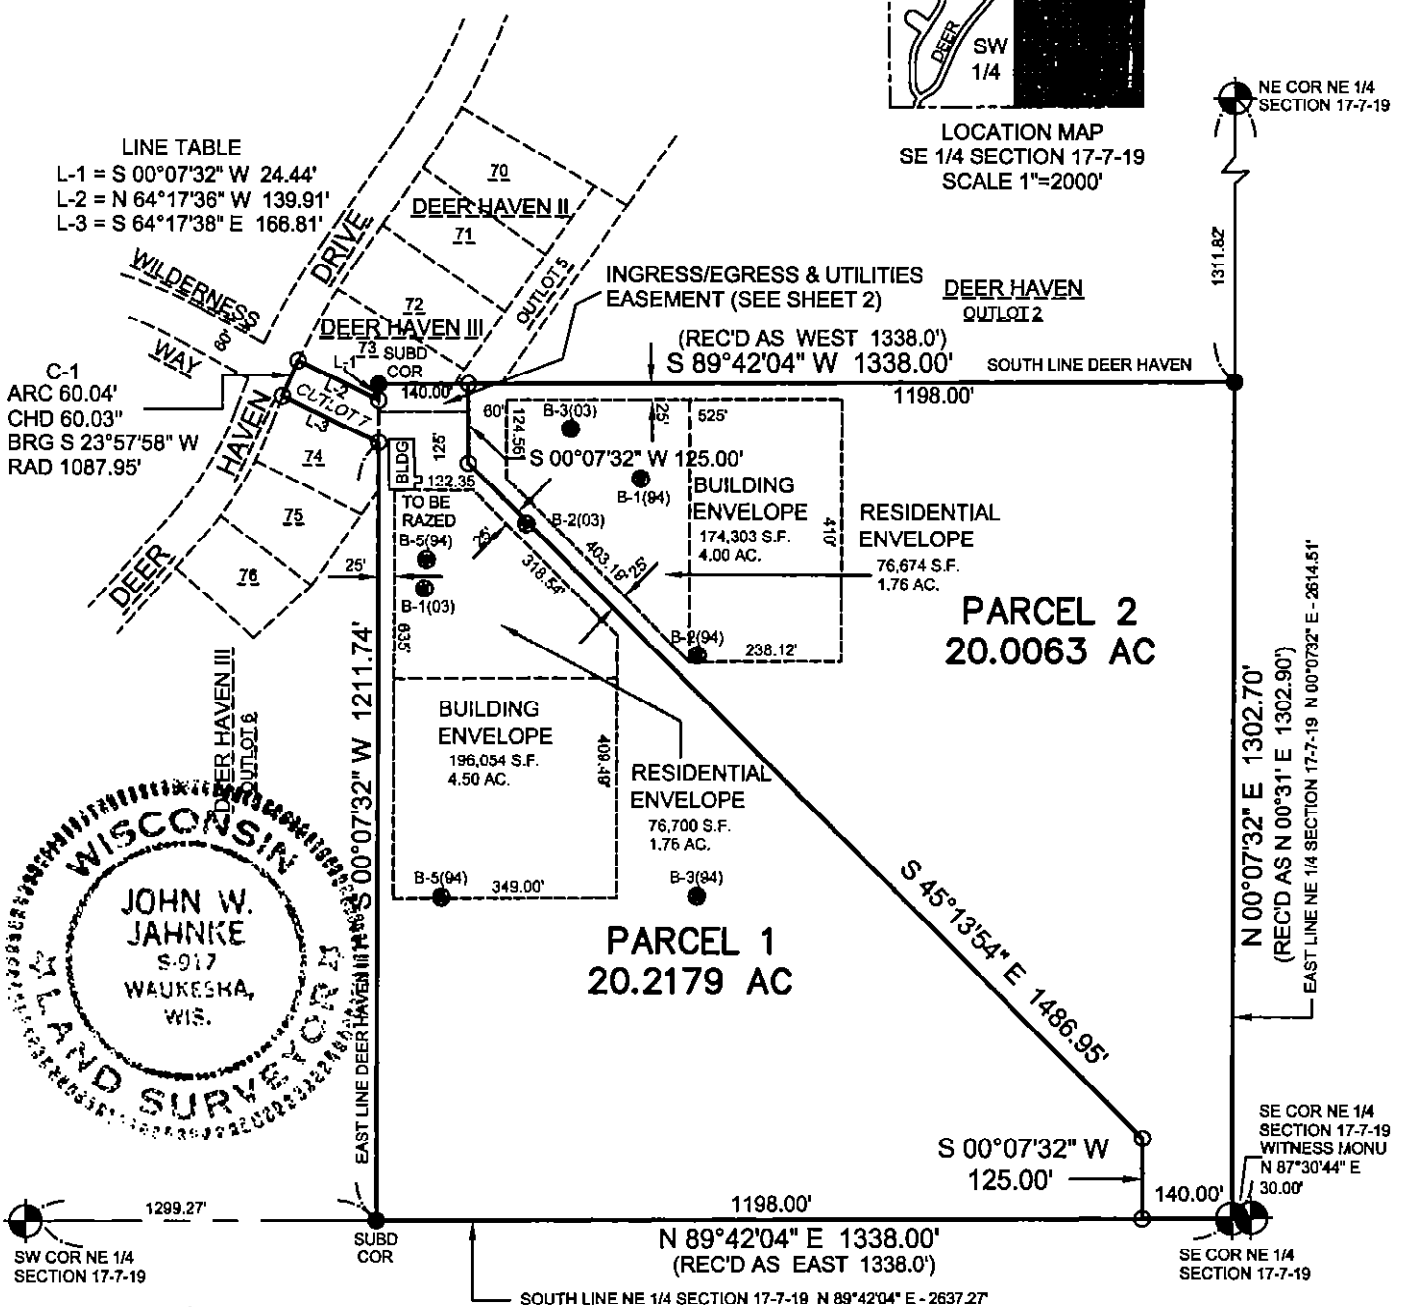 DEER
SW
1/4
LOCATION MAP
SE 1/4 SECTION 17-7-19
SCALE 1"=2000'
NE COR NE 1/4
SECTION 17-7-19
1311.82'
LINE TABLE
L-1 = S 00°07'32" W 24.44'
L-2 = N 64°17'36" W 139.91'
L-3 = S 64°17'38" E 166.81'
WILDERNESS
WAY
60'
DRIVE
HAVEN
DEER
70
DEER HAVEN II
71
72
DEER HAVEN III
73
OUTLOT 5
SUBD
COR
L-1
L-2
OUTLOT 7
L-3
74
75
76
C-1
ARC 60.04'
CHD 60.03"
BRG S 23°57'58" W
RAD 1087.95'
INGRESS/EGRESS & UTILITIES
EASEMENT (SEE SHEET 2)
DEER HAVEN
OUTLOT 2
(REC'D AS WEST 1338.0')
S 89°42'04" W 1338.00'
SOUTH LINE DEER HAVEN
140.00'
1198.00'
60'
124.56'
B-3(03)
25'
525'
S 00°07'32" W 125.00'
125'
BLDG
122.35
TO BE
RAZED
B-1(94)
B-2(03)
B-5(94)
B-1(03)
25'
25'
318.54'
403.18'
25'
635'
BUILDING
ENVELOPE
174,303 S.F.
4.00 AC.
410'
RESIDENTIAL
ENVELOPE
76,674 S.F.
1.76 AC.
B-2(94)
238.12'
PARCEL 2
20.0063 AC
BUILDING
ENVELOPE
196,054 S.F.
4.50 AC.
409.49'
RESIDENTIAL
ENVELOPE
76,700 S.F.
1.76 AC.
B-5(94)
349.00'
B-3(94)
PARCEL 1
20.2179 AC
DEER HAVEN III
OUTLOT 6
S 00°07'32" W 1211.74'
EAST LINE DEER HAVEN III
S 45°13'54" E 1486.95'
N 00°07'32" E 1302.70'
(REC'D AS N 00°31' E 1302.90')
EAST LINE NE 1/4 SECTION 17-7-19 N 00°07'32" E - 2614.51'
WISCONSIN
JOHN W.
JAHNKE
S-917
WAUKESHA,
WIS.
LAND SURVEYOR
S 00°07'32" W
125.00'
140.00'
SE COR NE 1/4
SECTION 17-7-19
WITNESS MONU
N 87°30'44" E
30.00'
1299.27'
SW COR NE 1/4
SECTION 17-7-19
SUBD
COR
1198.00'
N 89°42'04" E 1338.00'
(REC'D AS EAST 1338.0')
SE COR NE 1/4
SECTION 17-7-19
SOUTH LINE NE 1/4 SECTION 17-7-19 N 89°42'04" E - 2637.27'